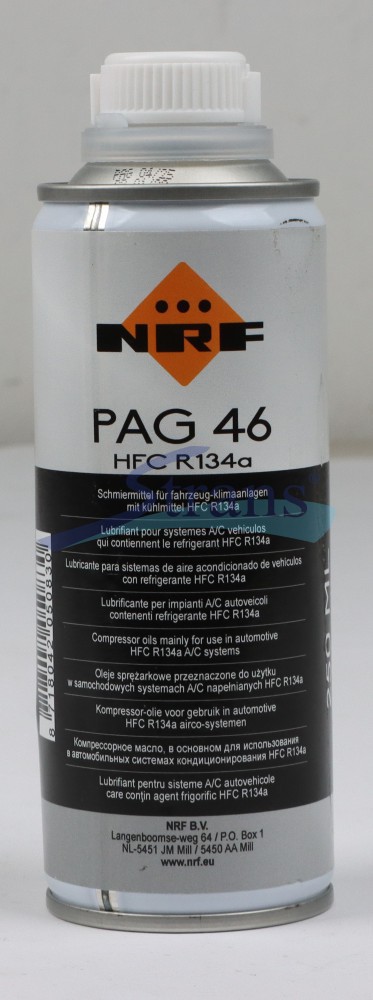 PAG 04/25
NRF
PAG 46
HFC R134a
Schmiermittel für fahrzeug-klimaanlagen
mit kühlmittel HFC R134a
Lubrifiant pour systèmes A/C vehiculos
qui contiennent le refrigerant HFC R134a
Lubricante para sistemas de aire acondicionado de vehiculos
con refrigerante HFC R134a
Lubrificante per impianti A/C autoveicoli
contenenti refrigerante HFC R134a
Compressor oils mainly for use in automotive
HFC R134a A/C systems
Oleje sprężarkowe przeznaczone do użytku
w samochodowych systemach A/C napełnianych HFC R134a
Kompressor-olie voor gebruik in automotive
HFC R134a airco-systemen
Компрессорное масло, в основном для использования
в автомобильных системах кондиционирования HFC R134a
Lubrifiant pentru sisteme A/C autovehicole
care conțin agent frigorific HFC R134a
NRF B.V.
Langenboomse-weg 64 / P.O. Box 1
NL-5451 JM Mill / 5450 AA Mill
www.nrf.eu
8 718042 050830
250 ML
Strans